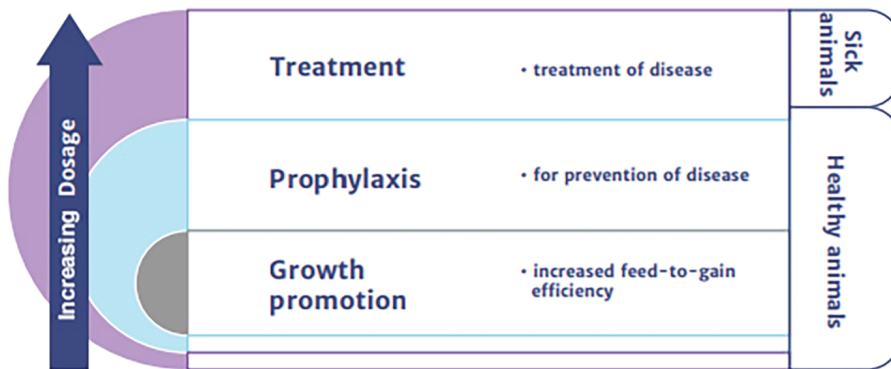 Increasing Dosage
Treatment
• treatment of disease
Sick
animals
Prophylaxis
• for prevention of disease
Healthy animals
Growth
promotion
• increased feed-to-gain
efficiency